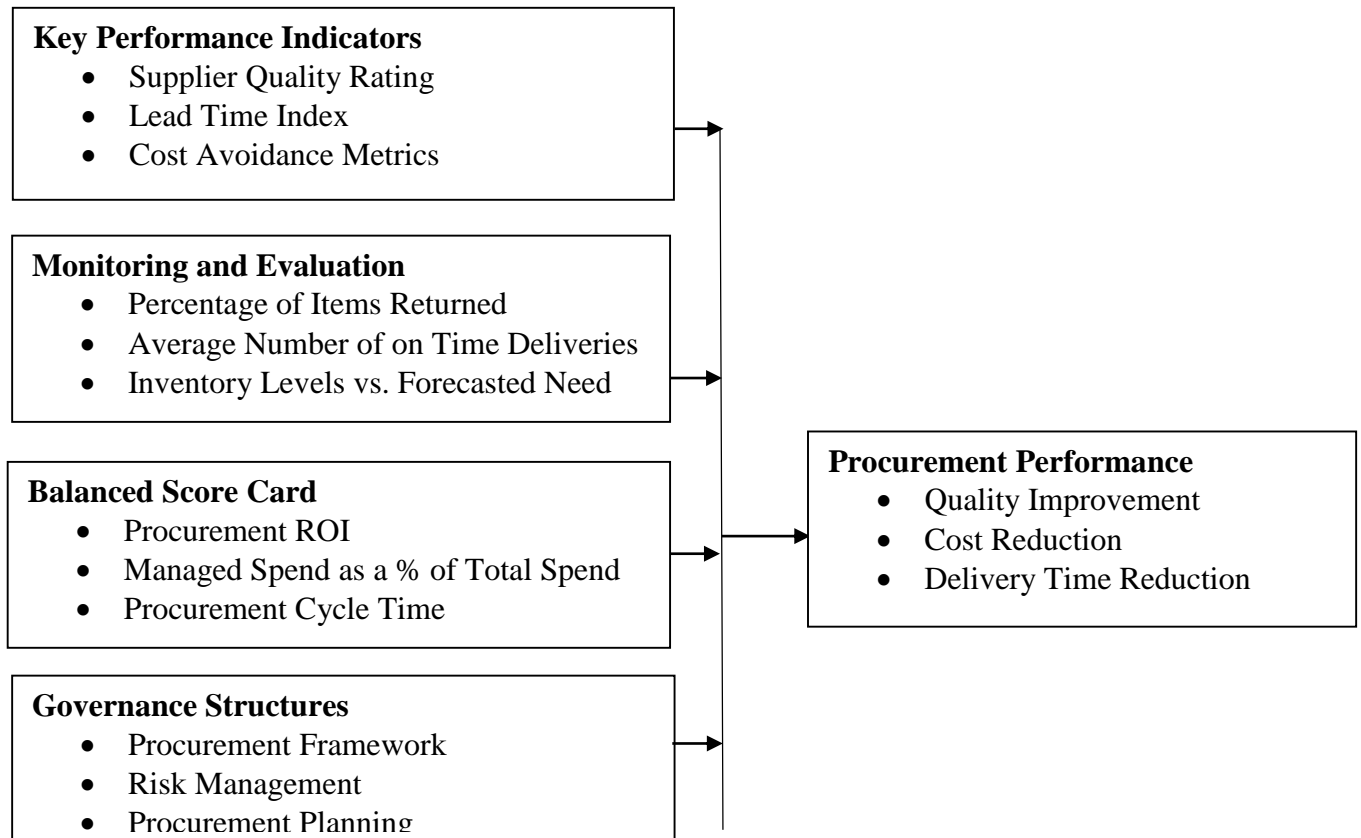 Key Performance Indicators
• Supplier Quality Rating
• Lead Time Index
• Cost Avoidance Metrics
Monitoring and Evaluation
• Percentage of Items Returned
• Average Number of on Time Deliveries
• Inventory Levels vs. Forecasted Need
Balanced Score Card
• Procurement ROI
• Managed Spend as a % of Total Spend
• Procurement Cycle Time
Governance Structures
• Procurement Framework
• Risk Management
• Procurement Planning
Procurement Performance
• Quality Improvement
• Cost Reduction
• Delivery Time Reduction